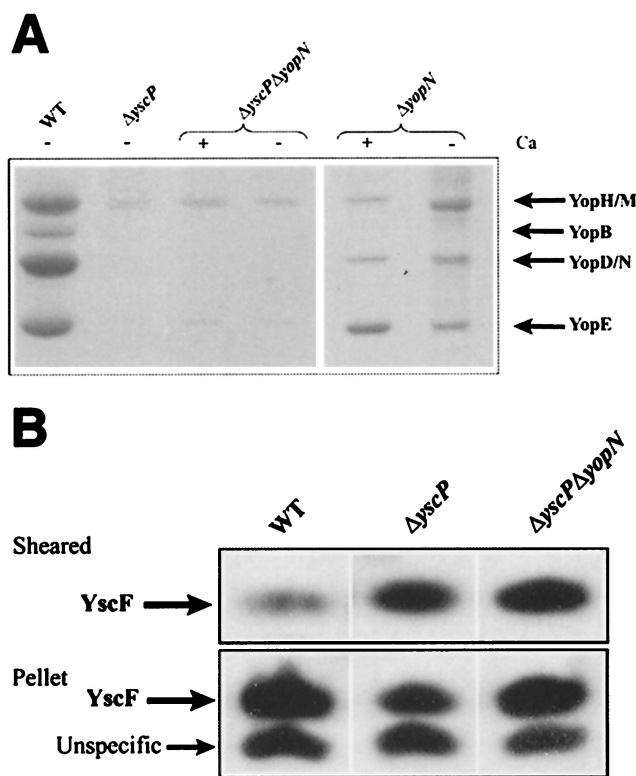 A
WT ΔyscP ΔyscPΔyopN ΔyopN
- - + - + - Ca
YopH/M
YopB
YopD/N
YopE
B
WT ΔyscP ΔyscPΔyopN
Sheared
YscF
Pellet
YscF
Unspecific